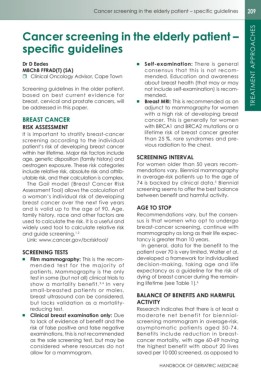 Cancer screening in the elderly patient – specific guidelines 209
TREATMENT APPROACHES
Cancer screening in the elderly patient –
specific guidelines
Dr D Eedes
MBChB FFRAD(T) (SA)
Clinical Oncology Advisor, Cape Town
Screening guidelines in the older patient,
based on best current evidence for
breast, cervical and prostate cancers, will
be addressed in this paper.
BREAST CANCER
RISK ASSESSMENT
It is important to stratify breast-cancer
screening according to the individual
patient's risk of developing breast cancer
within her lifetime. Major risk factors include
age, genetic disposition (family history) and
oestrogen exposure. These risk categories
include relative risk, absolute risk and attrib-
utable risk, and their calculation is complex.
The Gail model (Breast Cancer Risk
Assessment Tool) allows the calculation of
a woman's individual risk of developing
breast cancer over the next five years
and is valid up to the age of 90. Age,
family history, race and other factors are
used to calculate the risk. It is a useful and
widely used tool to calculate relative risk
and guide screening.
Link: www.cancer.gov/bcrisktool/
SCREENING TESTS
● Film mammography: This is the recom-
mended test for the majority of
patients. Mammography is the only
test in some (but not all) clinical trials to
show a mortality benefit. In very
small-breasted patients or males,
breast ultrasound can be considered,
but lacks validation as a mortality-
reducing test.
● Clinical breast examination only: Due
to lack of evidence of benefit and the
risk of false positive and false negative
examinations, this is not recommended
as the sole screening test, but may be
considered where resources do not
allow for a mammogram.
● Self-examination: There is general
consensus that this is not recom-
mended. Education and awareness
about breast health (that may or may
not include self-examination) is recom-
mended.
● Breast MRI: This is recommended as an
adjunct to mammography for women
with a high risk of developing breast
cancer. This is generally for women
with BRCA1 and BRCA2 mutations or a
lifetime risk of breast cancer greater
than 25 %, rare syndromes and pre-
vious radiation to the chest.
SCREENING INTERVAL
For women older than 50 years recom-
mendations vary. Biennial mammography
in average-risk patients up to the age of
74 is backed by clinical data. Biennial
screening seems to offer the best balance
between benefit and harmful activity.
AGE TO STOP
Recommendations vary, but the consen-
sus is that women who opt to undergo
breast-cancer screening, continue with
mammography as long as their life expec-
tancy is greater than 10 years.
In general, data for the benefit to the
patient over 70 is very limited. Walter et al.
developed a framework for individualised
decision-making, taking age and life
expectancy as a guideline for the risk of
dying of breast cancer during the remain-
ing lifetime (see Table 1).
BALANCE OF BENEFITS AND HARMFUL
ACTIVITY
Research indicates that there is at least a
moderate net benefit for biennial-
screening mammogram in average-risk,
asymptomatic patients aged 50-74.
Benefits include reduction in breast-
cancer mortality, with age 60-69 having
the highest benefit with about 20 lives
saved per 10 000 screened, as opposed to
HANDBOOK OF GERIATRIC MEDICINE